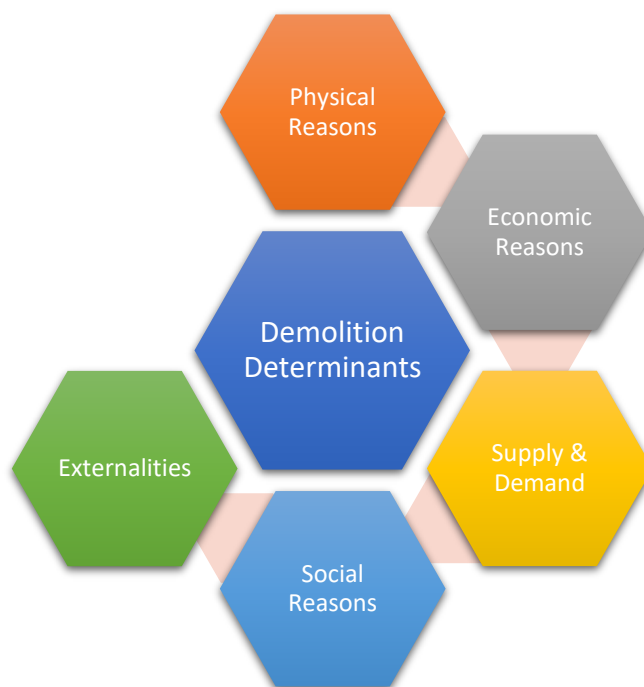 Physical
Reasons
Economic
Reasons
Demolition
Determinants
Supply &
Demand
Externalities
Social
Reasons